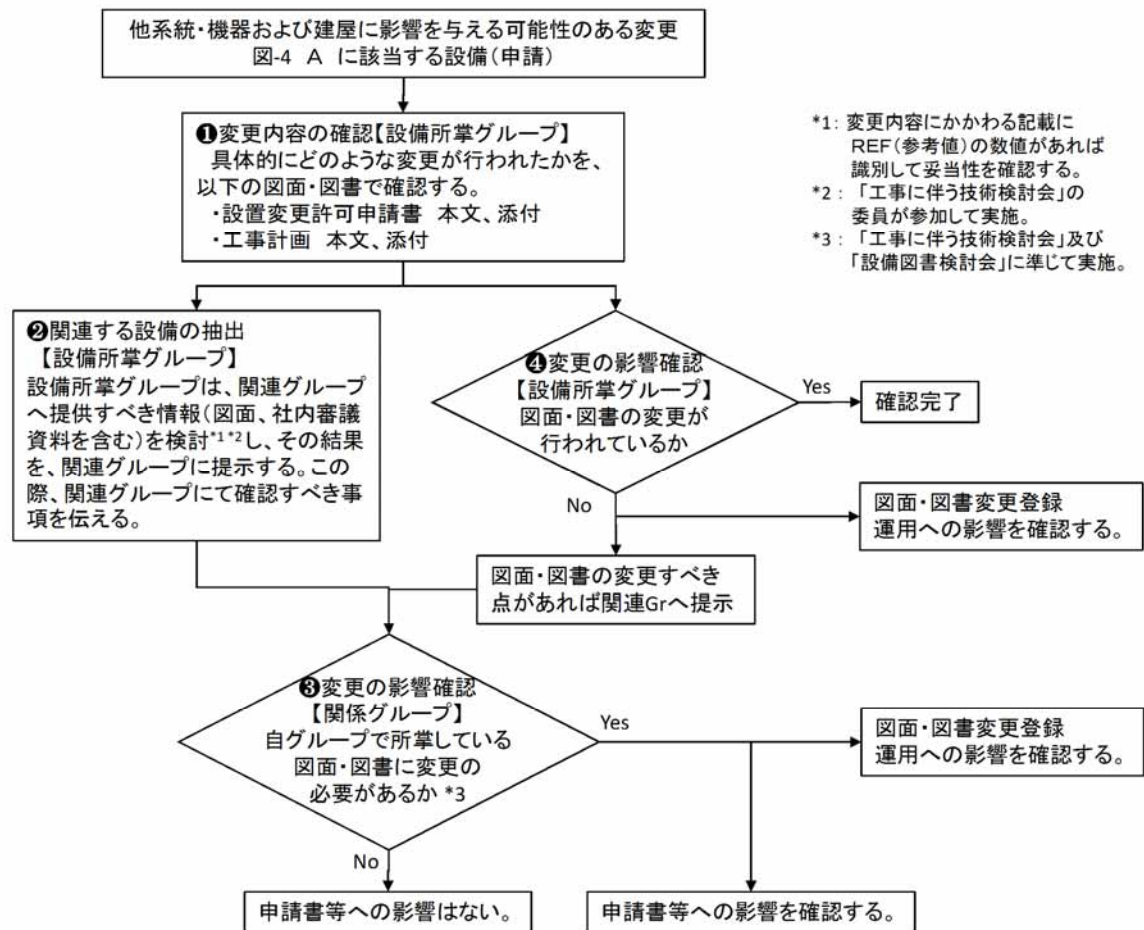 他系統・機器および建屋に影響を与える可能性のある変更
図-4 A に該当する設備(申請)
❶変更内容の確認【設備所掌グループ】
具体的にどのような変更が行われたかを、
以下の図面・図書で確認する。
・設置変更許可申請書 本文、添付
・工事計画 本文、添付
*1: 変更内容にかかわる記載に
REF(参考値)の数値があれば
識別して妥当性を確認する。
*2: 「工事に伴う技術検討会」の
委員が参加して実施。
*3: 「工事に伴う技術検討会」及び
「設備図書検討会」に準じて実施。
❷関連する設備の抽出
【設備所掌グループ】
設備所掌グループは、関連グループ
へ提供すべき情報(図面、社内審議
資料を含む)を検討*1 *2し、その結果
を、関連グループに提示する。この
際、関連グループにて確認すべき事
項を伝える。
❹変更の影響確認
【設備所掌グループ】
図面・図書の変更が
行われているか
Yes
確認完了
No
図面・図書変更登録
運用への影響を確認する。
図面・図書の変更すべき
点があれば関連Grへ提示
❸変更の影響確認
【関係グループ】
自グループで所掌している
図面・図書に変更の
必要があるか *3
Yes
図面・図書変更登録
運用への影響を確認する。
No
申請書等への影響はない。
申請書等への影響を確認する。